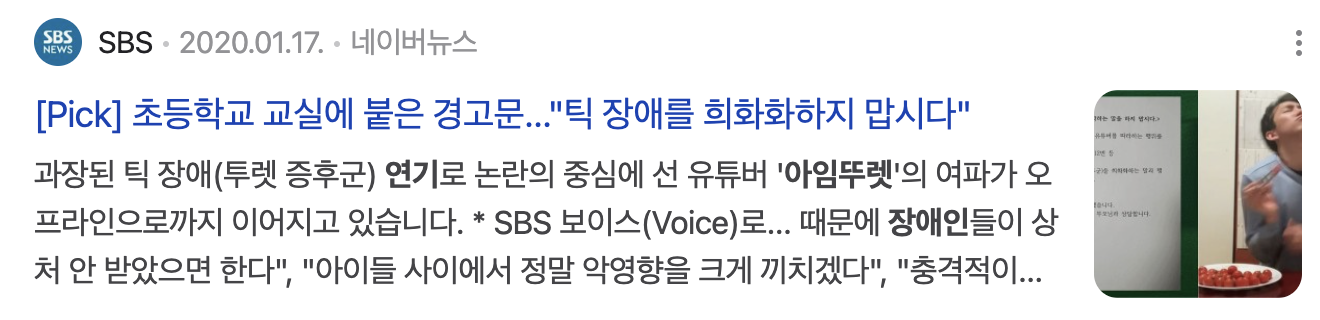 SBS NEWS SBS · 2020.01.17. · 네이버뉴스
[Pick] 초등학교 교실에 붙은 경고문..."틱 장애를 희화화하지 맙시다"
과장된 틱 장애(투렛 증후군) 연기로 논란의 중심에 선 유튜버 '아임뚜렛'의 여파가 오
프라인으로까지 이어지고 있습니다. * SBS 보이스(Voice)로... 때문에 장애인들이 상
처 안 받았으면 한다", "아이들 사이에서 정말 악영향을 크게 끼치겠다", "충격적이...